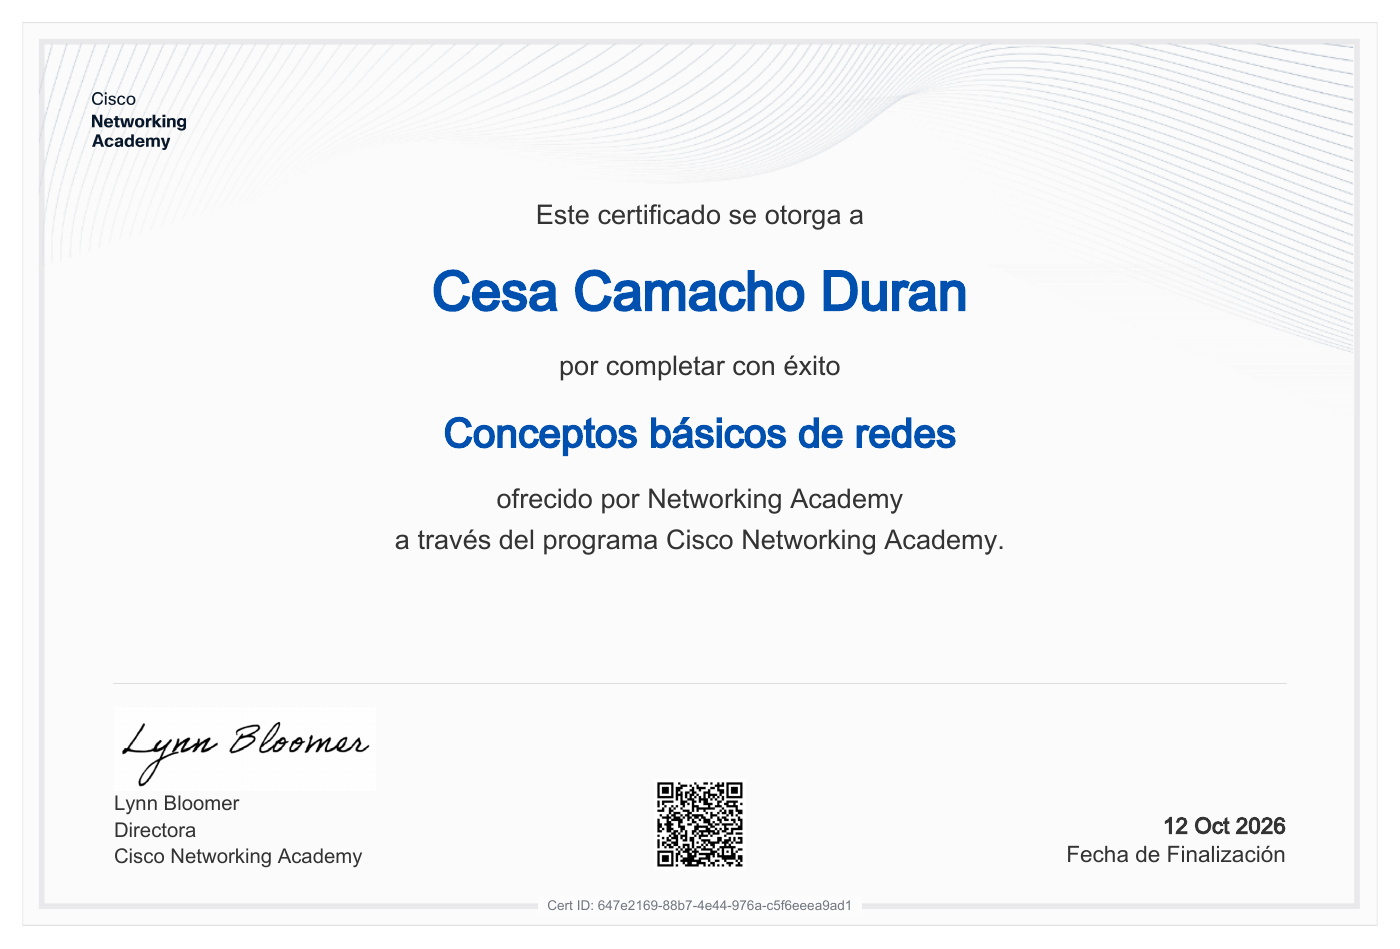 Cisco
Networking
Academy
Este certificado se otorga a
Cesa Camacho Duran
por completar con éxito
Conceptos básicos de redes
ofrecido por Networking Academy
a través del programa Cisco Networking Academy.
Lynn Bloomer
Lynn Bloomer
Directora
Cisco Networking Academy
12 Oct 2026
Fecha de Finalización
Cert ID: 647e2169-88b7-4e44-976a-c5f6eeea9ad1